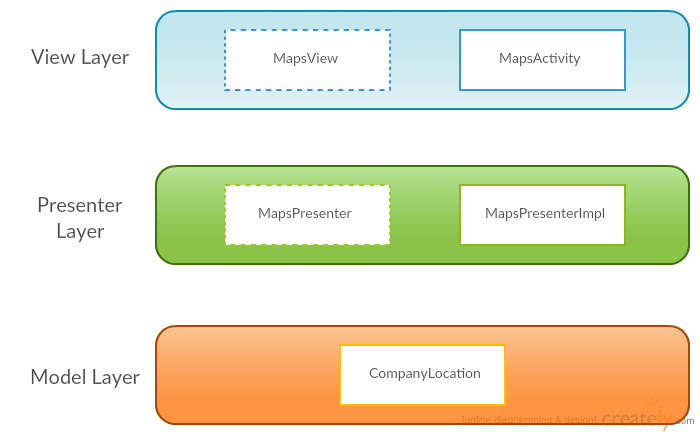 View Layer
MapsView
MapsActivity
Presenter
Layer
MapsPresenter
MapsPresenterImpl
Model Layer
CompanyLocation
[online diagramming & design] creately.com